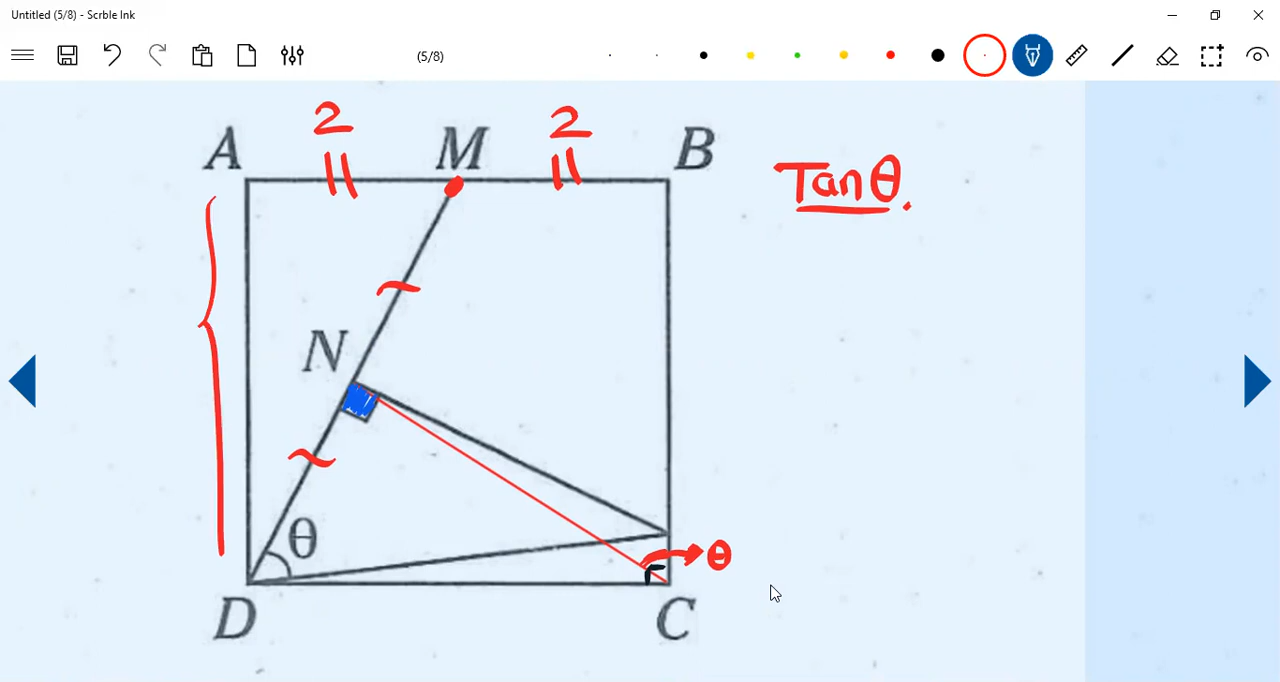 Untitled (5/8) - Scrble Ink
(5/8)
2 2
A M B
Tanθ.
N
θ
θ
D C